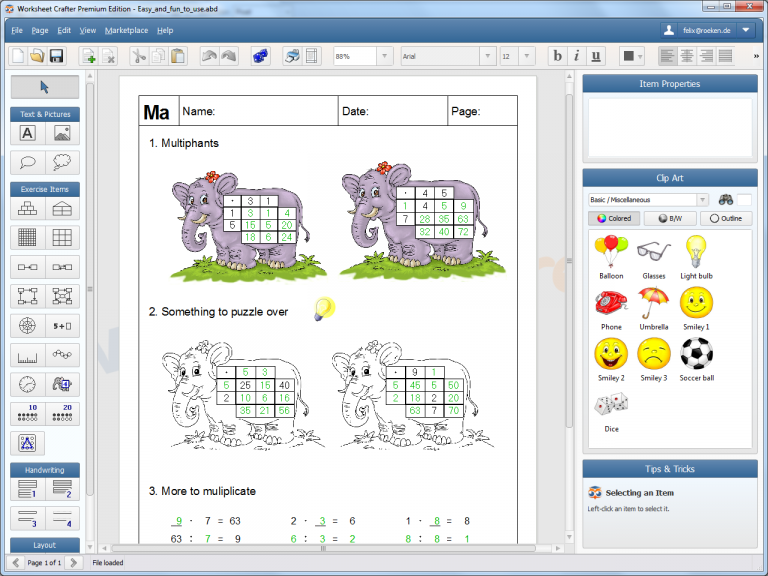 Worksheet Crafter Premium Edition - Easy_and_fun_to_use.abd
File Page Edit View Marketplace Help
felix@roeken.de
88% Arial 12 b i u
»
Text & Pictures
A
Exercise Items
5+
10 20
Handwriting
1 2
3 4
Layout
Ma Name: Date: Page:
1. Multiphants
· 3 1
1 3 1 4
5 15 5 20
18 6 24
· 4 5
1 4 5 9
7 28 35 63
32 40 72
2. Something to puzzle over
· 5 3
5 25 15 40
2 10 6 16
35 21 56
· 9 1
5 45 5 50
2 18 2 20
63 7 70
3. More to muliplicate
9 · 7 = 63 2 · 3 = 6 1 · 8 = 8
63 : 7 = 9 6 : 3 = 2 8 : 8 = 1
Item Properties
Clip Art
Basic / Miscellaneous
Colored B/W Outline
Balloon Glasses Light bulb
Phone Umbrella Smiley 1
Smiley 2 Smiley 3 Soccer ball
Dice
Tips & Tricks
Selecting an Item
Left-click an item to select it.
Page 1 of 1 File loaded